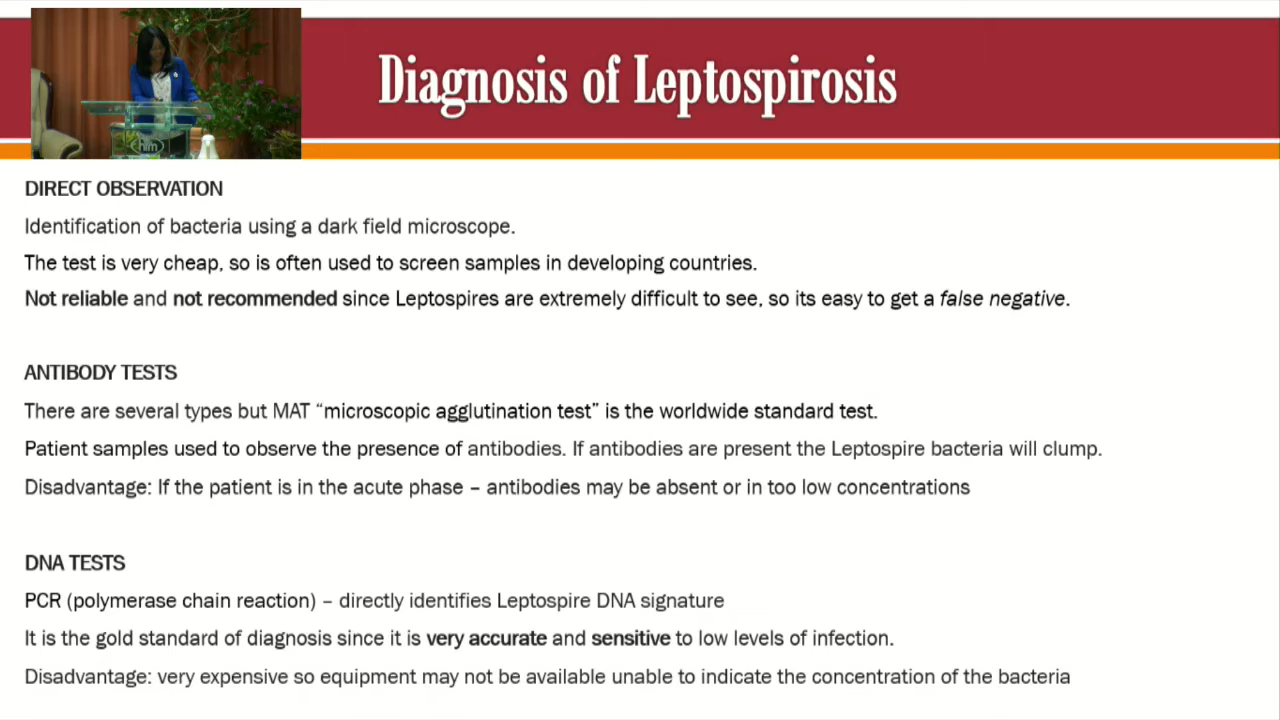 Diagnosis of Leptospirosis
hlm
DIRECT OBSERVATION
Identification of bacteria using a dark field microscope.
The test is very cheap, so is often used to screen samples in developing countries.
Not reliable and not recommended since Leptospires are extremely difficult to see, so its easy to get a false negative.
ANTIBODY TESTS
There are several types but MAT “microscopic agglutination test” is the worldwide standard test.
Patient samples used to observe the presence of antibodies. If antibodies are present the Leptospire bacteria will clump.
Disadvantage: If the patient is in the acute phase – antibodies may be absent or in too low concentrations
DNA TESTS
PCR (polymerase chain reaction) – directly identifies Leptospire DNA signature
It is the gold standard of diagnosis since it is very accurate and sensitive to low levels of infection.
Disadvantage: very expensive so equipment may not be available unable to indicate the concentration of the bacteria